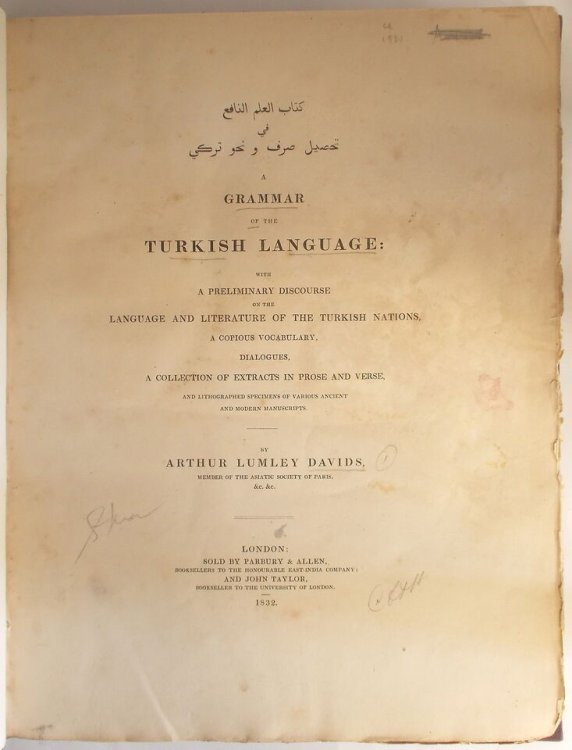 كتاب العلم النافع
في
تحصيل صرف و نحو تركي
A
GRAMMAR
OF THE
TURKISH LANGUAGE:
WITH
A PRELIMINARY DISCOURSE
ON THE
LANGUAGE AND LITERATURE OF THE TURKISH NATIONS,
A COPIOUS VOCABULARY,
DIALOGUES,
A COLLECTION OF EXTRACTS IN PROSE AND VERSE,
AND LITHOGRAPHED SPECIMENS OF VARIOUS ANCIENT
AND MODERN MANUSCRIPTS.
BY
ARTHUR LUMLEY DAVIDS,
MEMBER OF THE ASIATIC SOCIETY OF PARIS,
&c. &c.
LONDON:
SOLD BY PARBURY & ALLEN,
BOOKSELLERS TO THE HONOURABLE EAST-INDIA COMPANY;
AND JOHN TAYLOR,
BOOKSELLER TO THE UNIVERSITY OF LONDON.
1832.